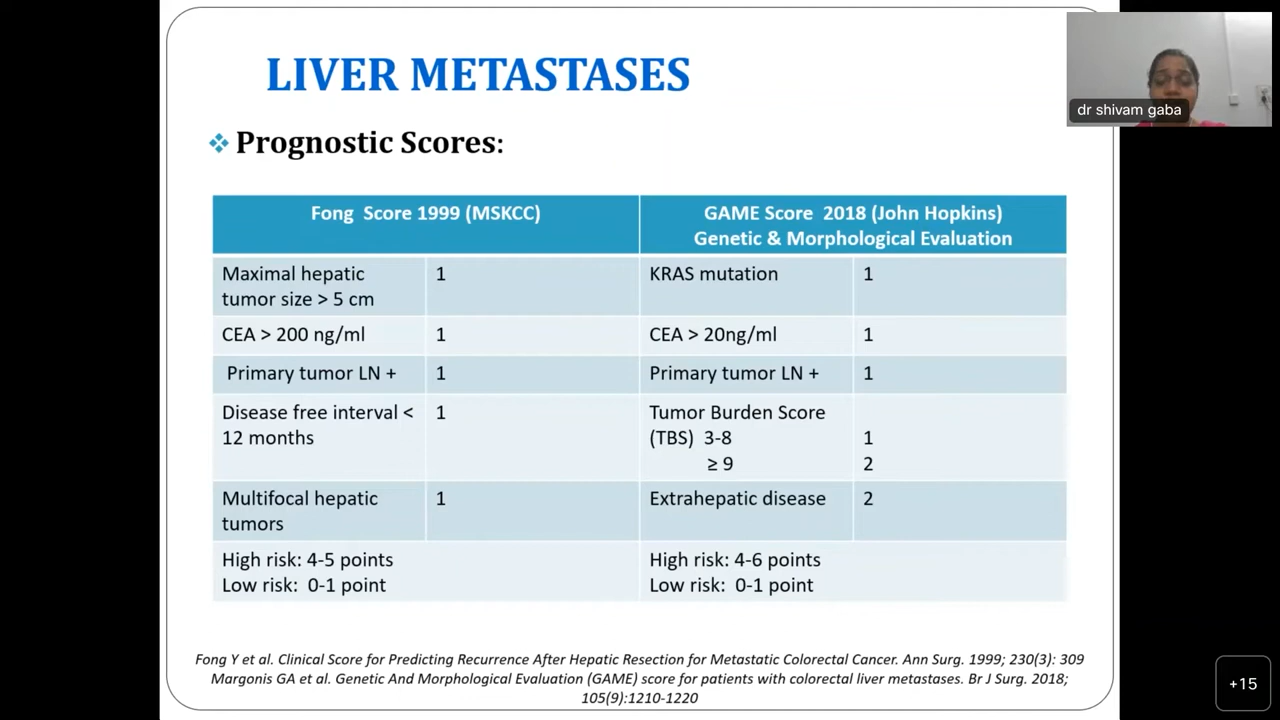 LIVER METASTASES
dr shivam gaba
❖ Prognostic Scores:
Fong Score 1999 (MSKCC)
GAME Score 2018 (John Hopkins)
Genetic & Morphological Evaluation
Maximal hepatic
tumor size > 5 cm
1
KRAS mutation
1
CEA > 200 ng/ml
1
CEA > 20ng/ml
1
Primary tumor LN +
1
Primary tumor LN +
1
Disease free interval <
12 months
1
Tumor Burden Score
(TBS) 3-8
1
≥ 9
2
Multifocal hepatic
tumors
1
Extrahepatic disease
2
High risk: 4-5 points
Low risk: 0-1 point
High risk: 4-6 points
Low risk: 0-1 point
Fong Y et al. Clinical Score for Predicting Recurrence After Hepatic Resection for Metastatic Colorectal Cancer. Ann Surg. 1999; 230(3): 309
Margonis GA et al. Genetic And Morphological Evaluation (GAME) score for patients with colorectal liver metastases. Br J Surg. 2018;
105(9):1210-1220
+15